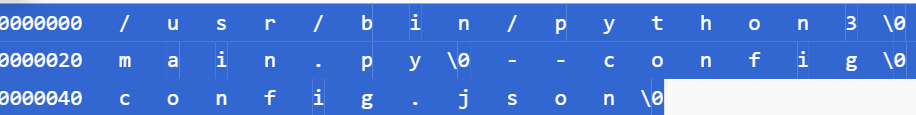 0000000 / u s r / b i n / p y t h o n 3 \0
0000020 m a i n . p y \0 - - c o n f i g \0
0000040 c o n f i g . j s o n \0